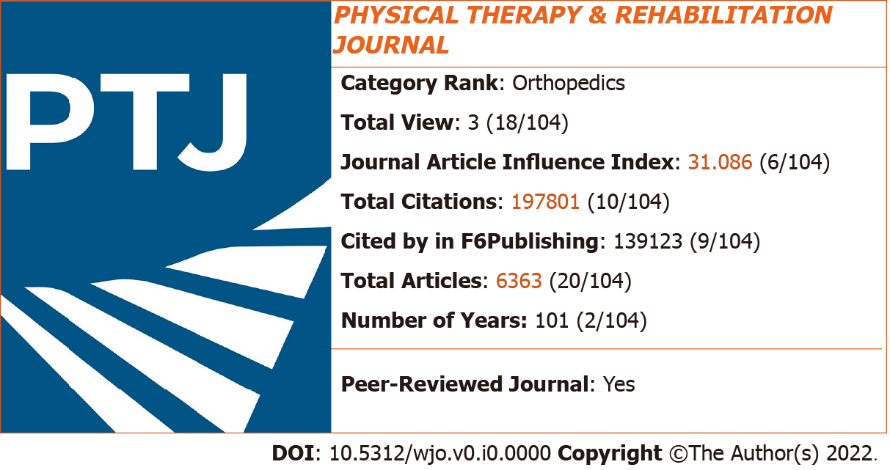 PTJ
PHYSICAL THERAPY & REHABILITATION
JOURNAL
Category Rank: Orthopedics
Total View: 3 (18/104)
Journal Article Influence Index: 31.086 (6/104)
Total Citations: 197801 (10/104)
Cited by in F6Publishing: 139123 (9/104)
Total Articles: 6363 (20/104)
Number of Years: 101 (2/104)
Peer-Reviewed Journal: Yes
DOI: 10.5312/wjo.v0.i0.0000 Copyright ©The Author(s) 2022.